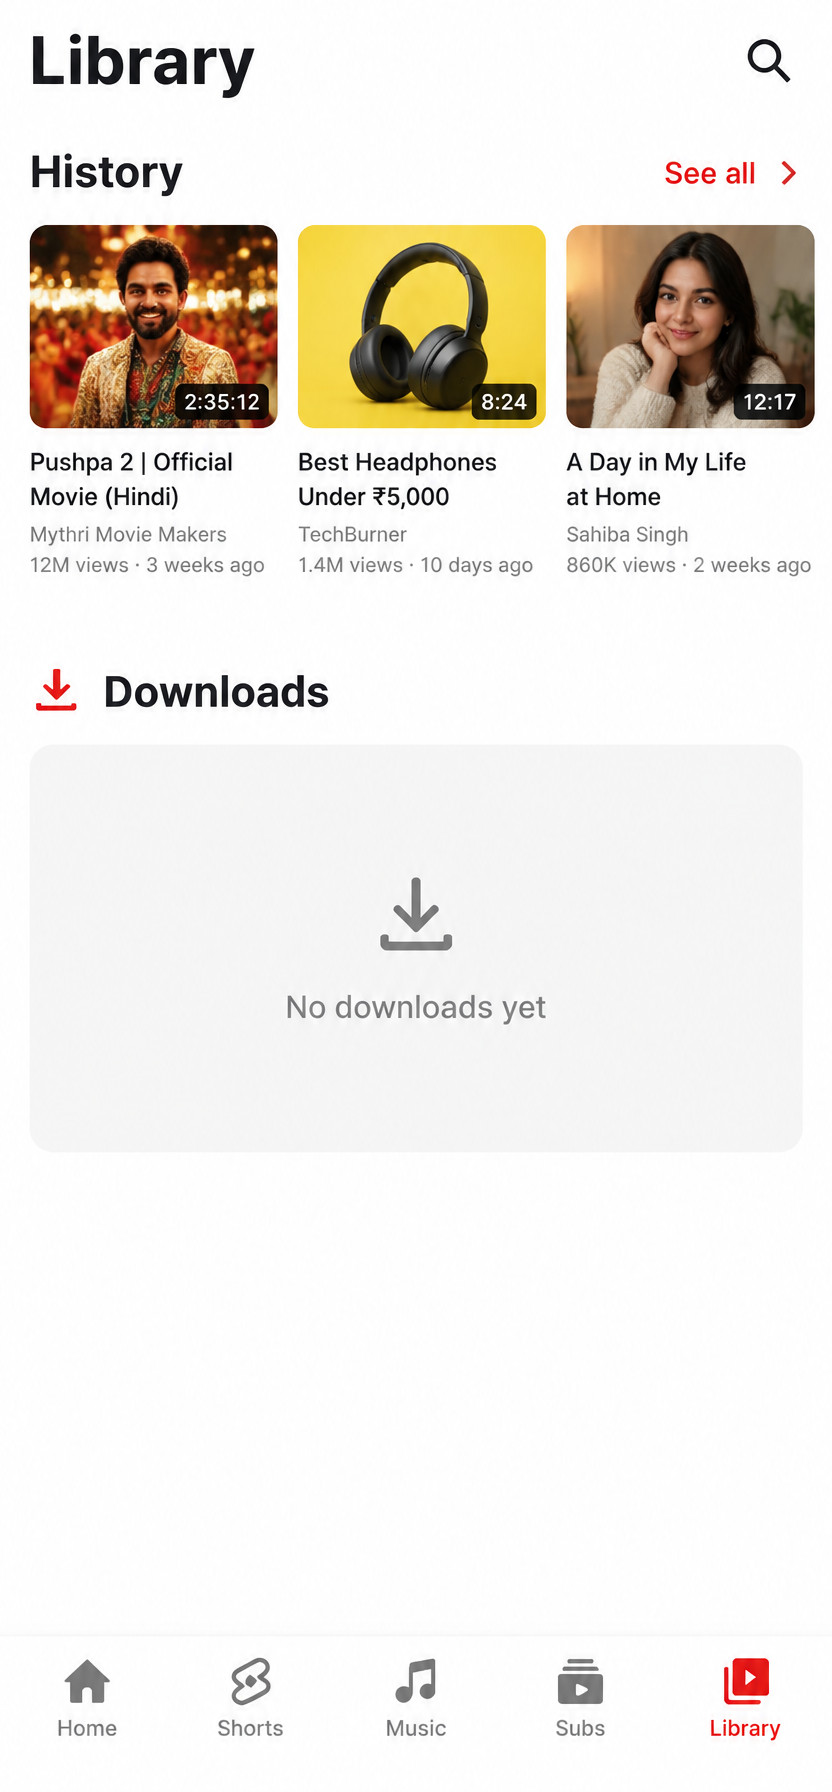 Library
History
See all
2:35:12
8:24
12:17
Pushpa 2 | Official
Movie (Hindi)
Mythri Movie Makers
12M views · 3 weeks ago
Best Headphones
Under ₹5,000
TechBurner
1.4M views · 10 days ago
A Day in My Life
at Home
Sahiba Singh
860K views · 2 weeks ago
Downloads
No downloads yet
Home
Shorts
Music
Subs
Library